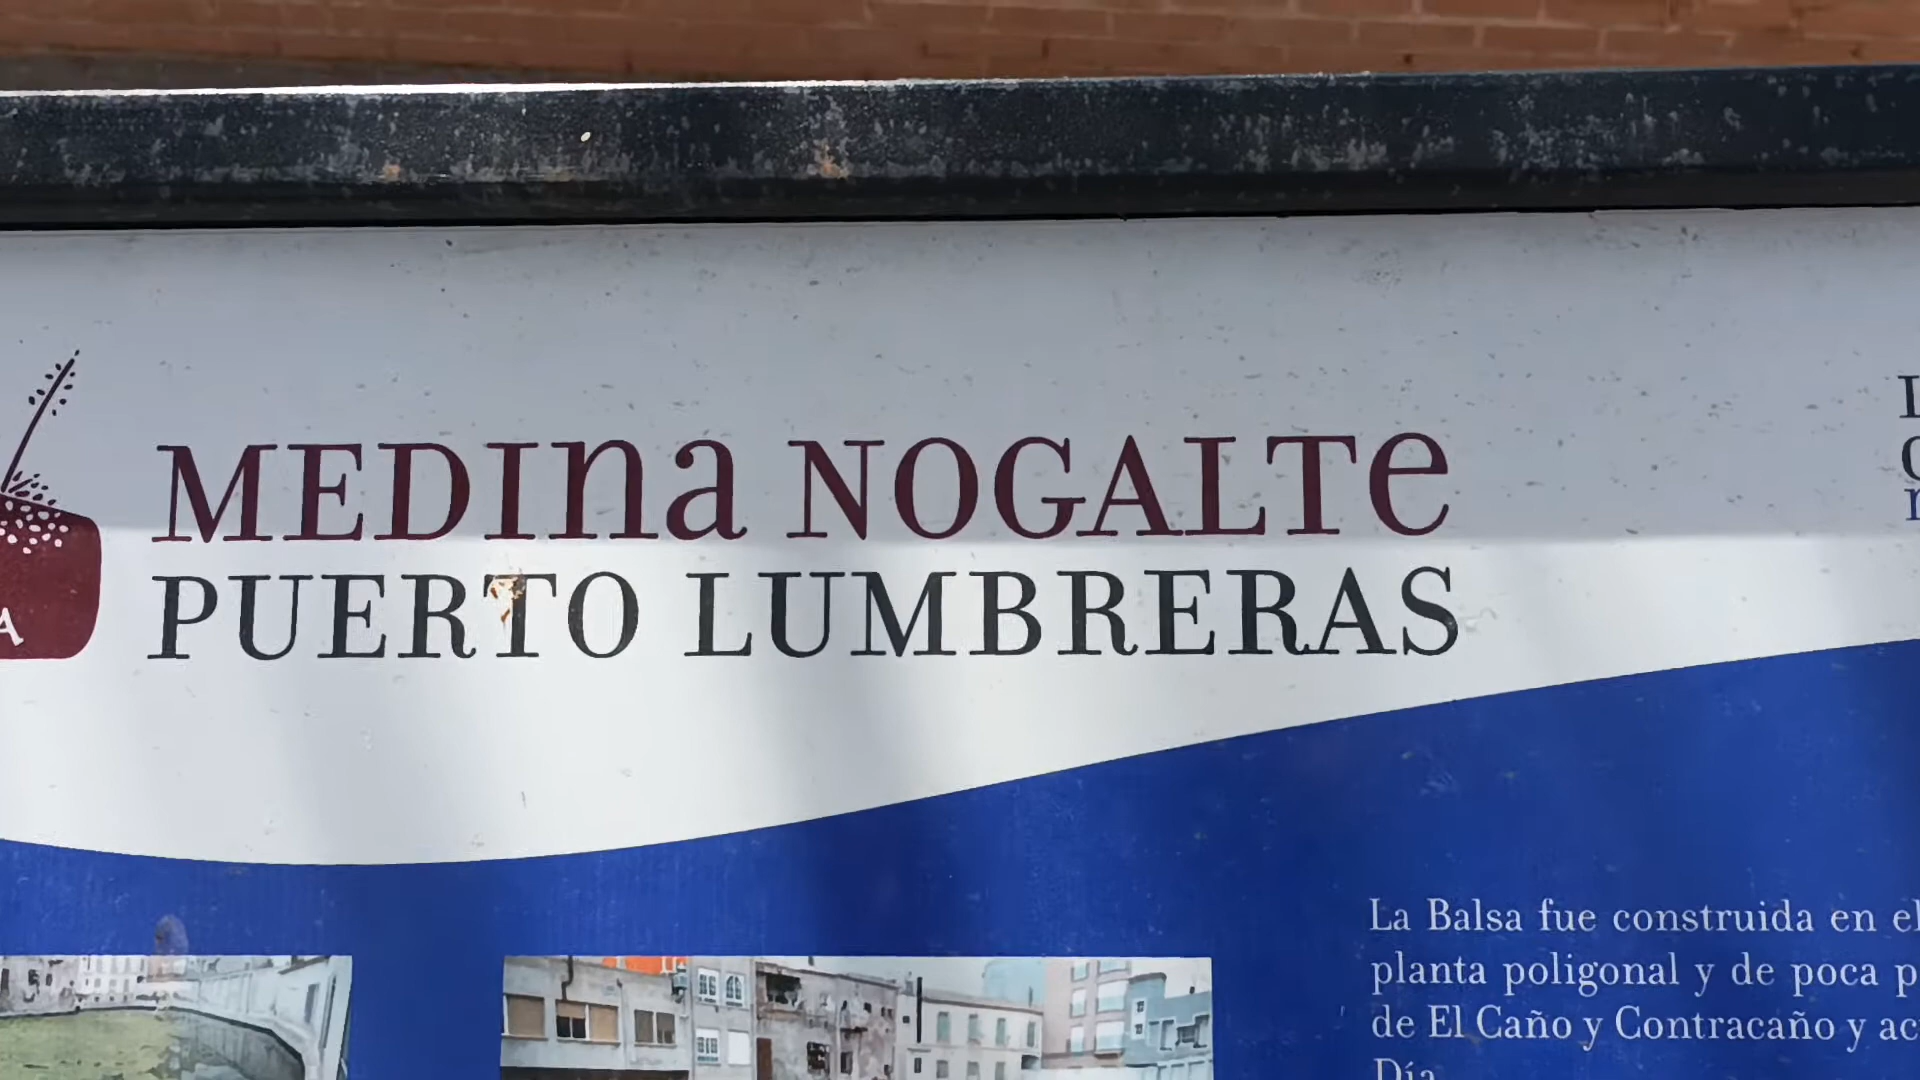 MEDIna NOGALTe
PUERTO LUMBRERAS
La Balsa fue construida en el
planta poligonal y de poca p
de El Caño y Contracaño y ac
Día